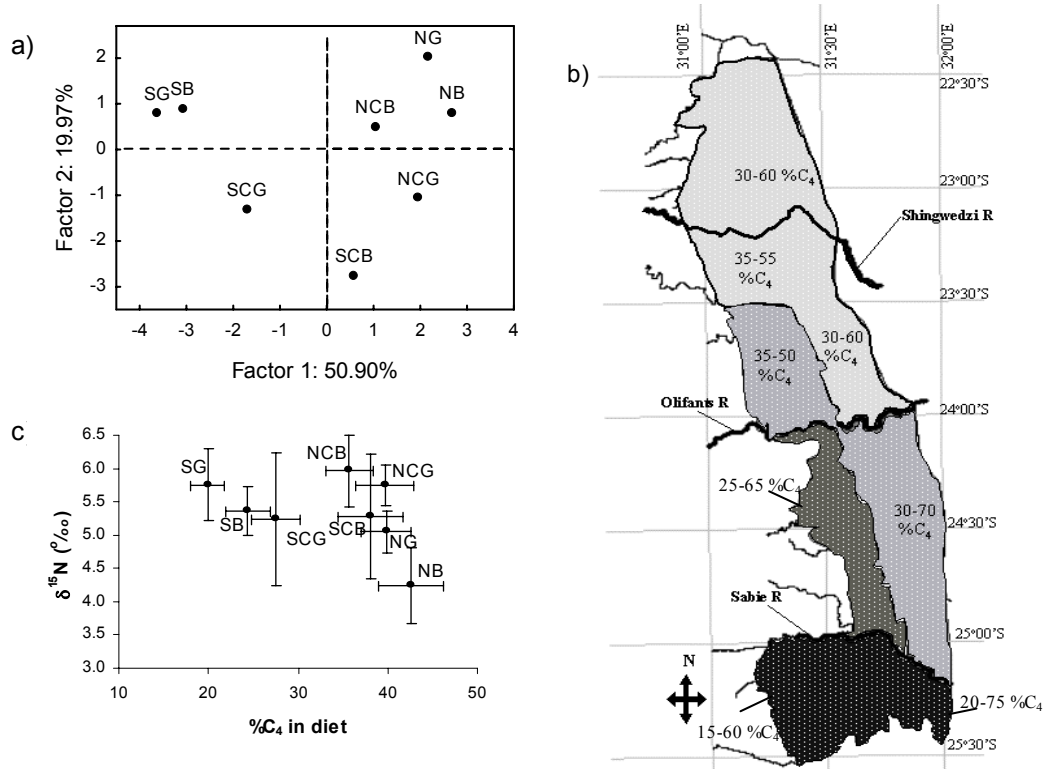 a)
Factor 2: 19.97%
2
1
0
-1
-2
-3
NG
SG
SB
NCB
NB
SCG
NCG
SCB
-4
-3
-2
-1
0
1
2
3
4
Factor 1: 50.90%
b)
31°00'E
31°30'E
32°00'E
22°30'S
30-60 %C₄
23°00'S
Shingwedzi R
35-55
%C₄
23°30'S
35-50
%C₄
30-60
%C₄
Olifants R
24°00'S
25-65 %C₄
30-70
%C₄
24°30'S
Sabie R
25°00'S
N
20-75 %C₄
15-60 %C₄
25°30'S
c
δ¹⁵N (⁰/₀₀)
6.5
6.0
5.5
5.0
4.5
4.0
3.5
3.0
SG
NCB
NCG
SB
SCG
SCB
NG
NB
10
20
30
40
50
%C₄ in diet